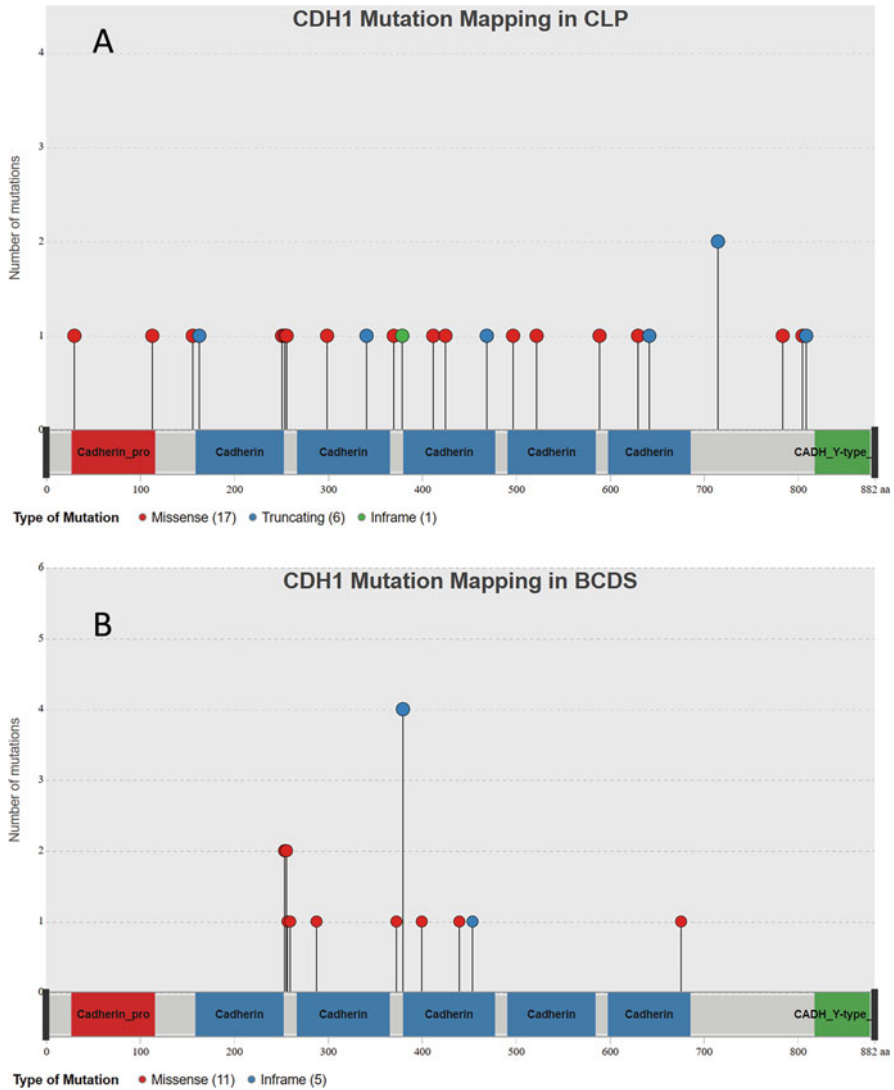 CDH1 Mutation Mapping in CLP
A
Number of mutations
4
3
2
1
0
Cadherin_pro Cadherin Cadherin Cadherin Cadherin Cadherin CADH_Y-type_
0 100 200 300 400 500 600 700 800 882 aa
Type of Mutation Missense (17) Truncating (6) Inframe (1)
CDH1 Mutation Mapping in BCDS
B
Number of mutations
6
5
4
3
2
1
0
Cadherin_pro Cadherin Cadherin Cadherin Cadherin Cadherin CADH_Y-type_
0 100 200 300 400 500 600 700 800 882 aa
Type of Mutation Missense (11) Inframe (5)